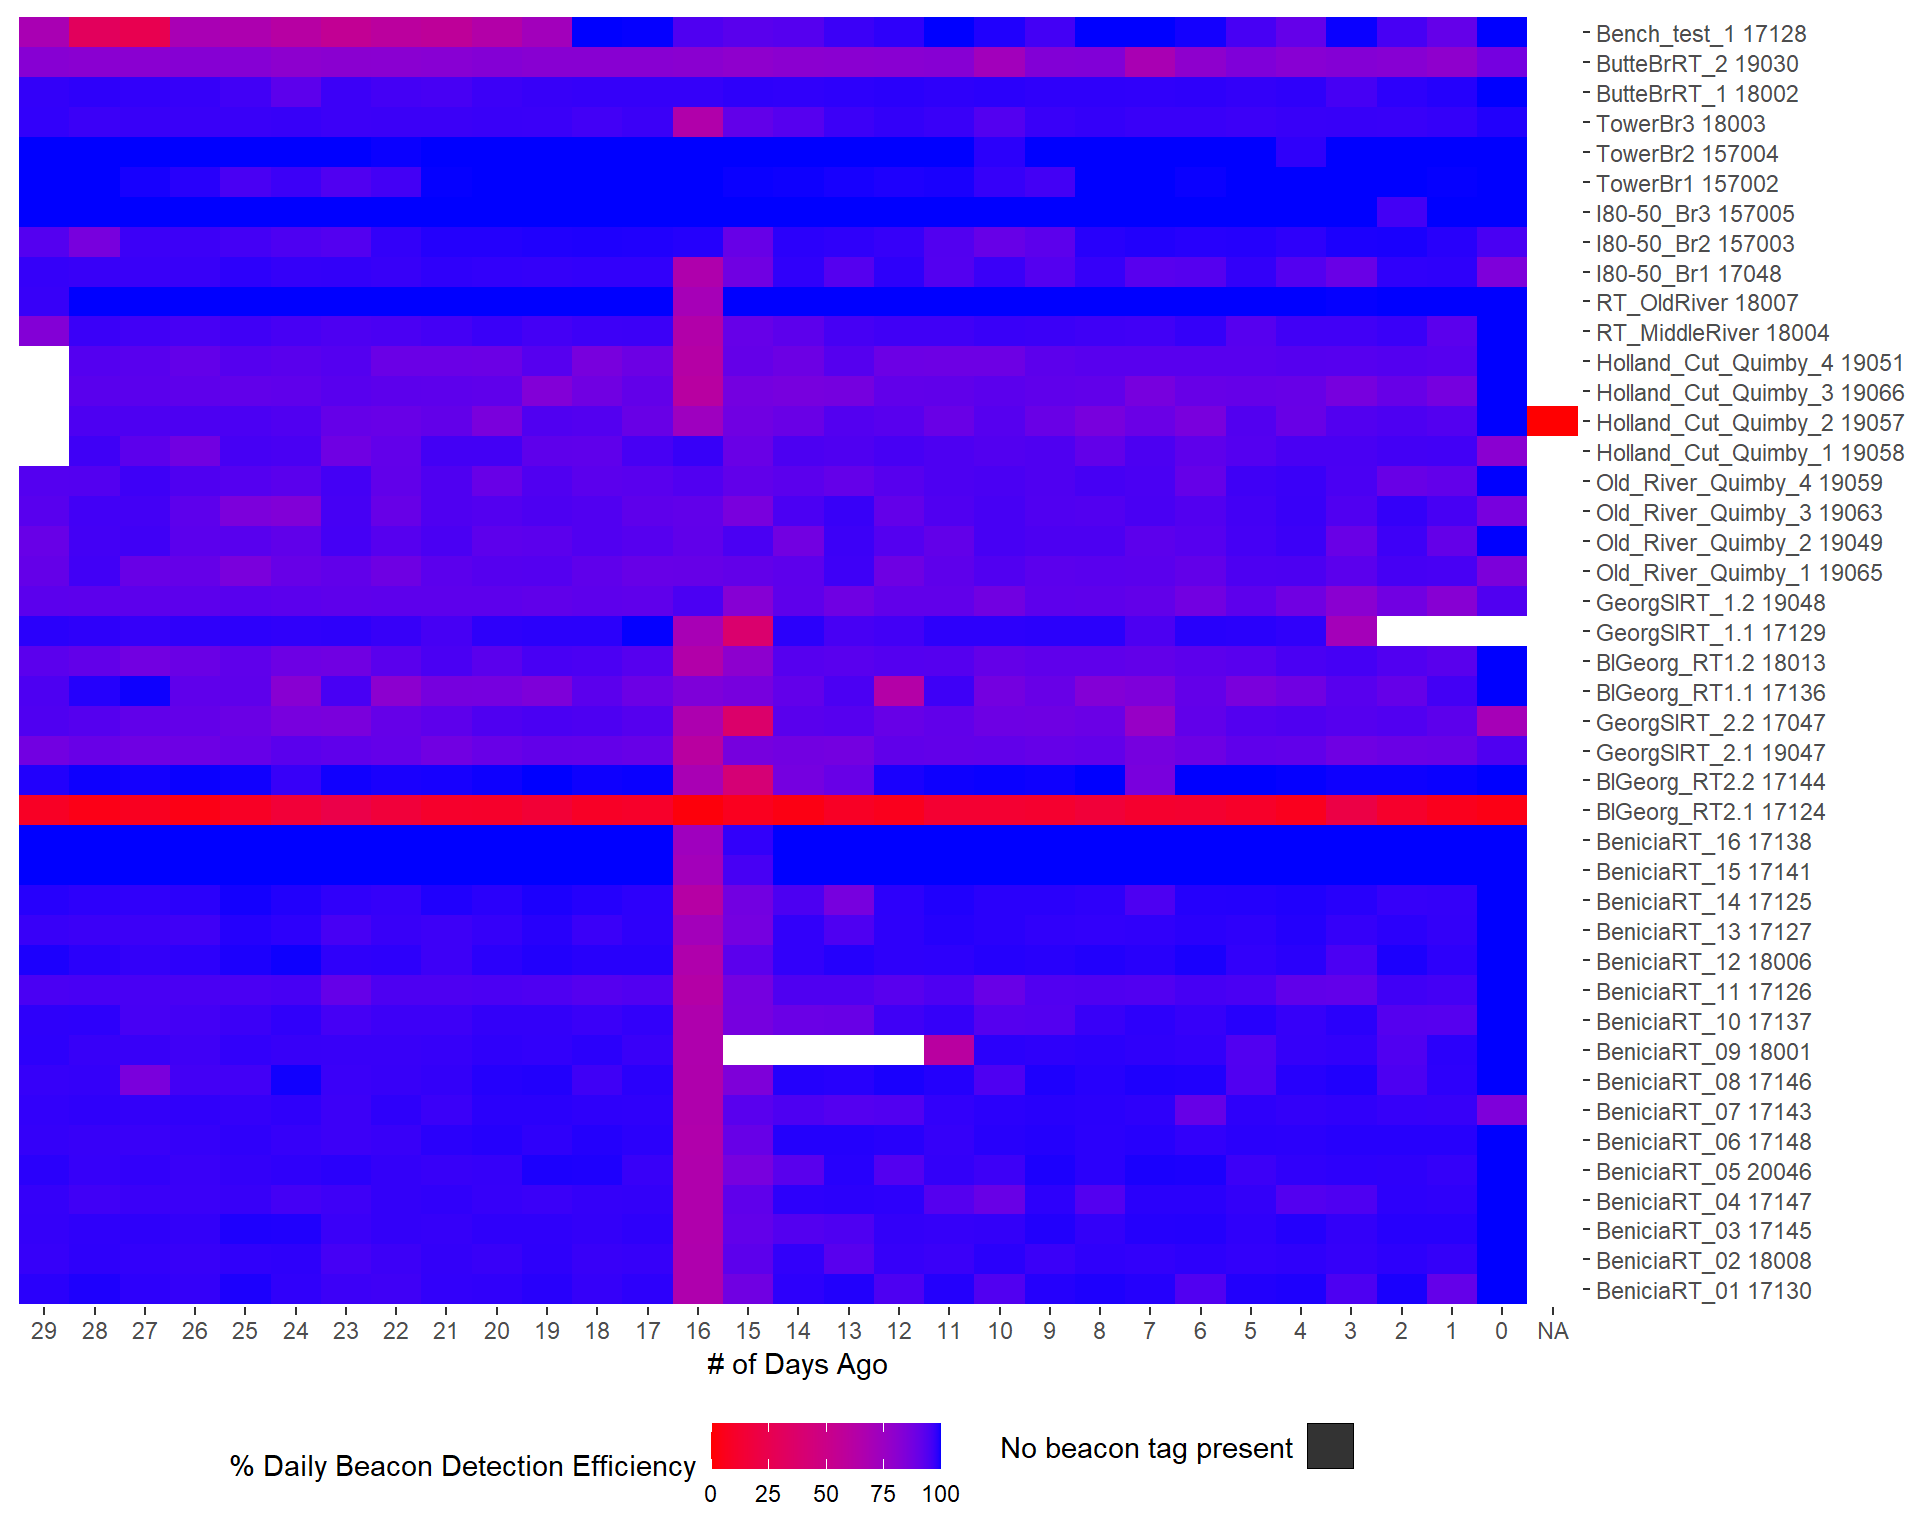 Bench_test_1 17128
ButteBrRT_2 19030
ButteBrRT_1 18002
TowerBr3 18003
TowerBr2 157004
TowerBr1 157002
I80-50_Br3 157005
I80-50_Br2 157003
I80-50_Br1 17048
RT_OldRiver 18007
RT_MiddleRiver 18004
Holland_Cut_Quimby_4 19051
Holland_Cut_Quimby_3 19066
Holland_Cut_Quimby_2 19057
Holland_Cut_Quimby_1 19058
Old_River_Quimby_4 19059
Old_River_Quimby_3 19063
Old_River_Quimby_2 19049
Old_River_Quimby_1 19065
GeorgSlRT_1.2 19048
GeorgSlRT_1.1 17129
BlGeorg_RT1.2 18013
BlGeorg_RT1.1 17136
GeorgSlRT_2.2 17047
GeorgSlRT_2.1 19047
BlGeorg_RT2.2 17144
BlGeorg_RT2.1 17124
BeniciaRT_16 17138
BeniciaRT_15 17141
BeniciaRT_14 17125
BeniciaRT_13 17127
BeniciaRT_12 18006
BeniciaRT_11 17126
BeniciaRT_10 17137
BeniciaRT_09 18001
BeniciaRT_08 17146
BeniciaRT_07 17143
BeniciaRT_06 17148
BeniciaRT_05 20046
BeniciaRT_04 17147
BeniciaRT_03 17145
BeniciaRT_02 18008
BeniciaRT_01 17130
29 28 27 26 25 24 23 22 21 20 19 18 17 16 15 14 13 12 11 10 9 8 7 6 5 4 3 2 1 0 NA
# of Days Ago
% Daily Beacon Detection Efficiency
0 25 50 75 100
No beacon tag present